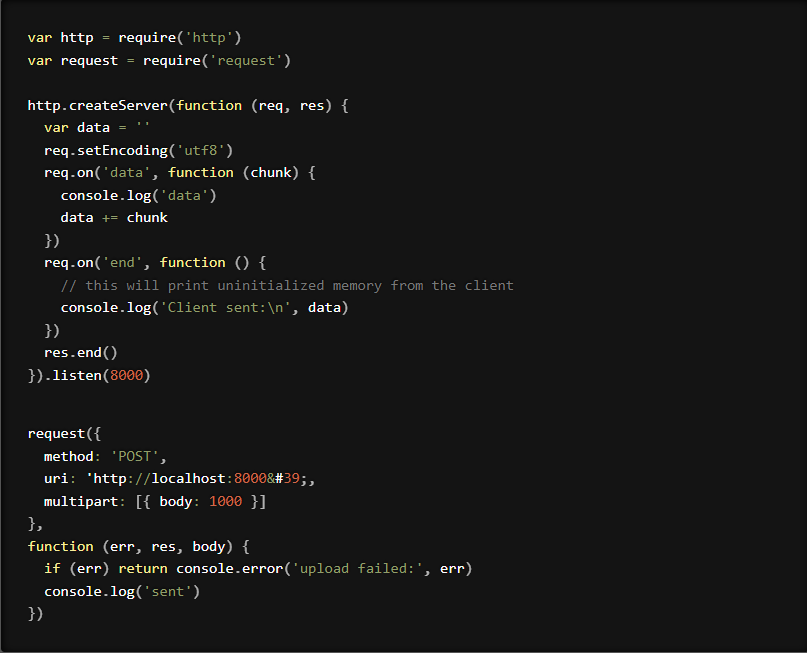 var http = require('http')
var request = require('request')
http.createServer(function (req, res) {
  var data = ''
  req.setEncoding('utf8')
  req.on('data', function (chunk) {
    console.log('data')
    data += chunk
  })
  req.on('end', function () {
    // this will print uninitialized memory from the client
    console.log('Client sent:\n', data)
  })
  res.end()
}).listen(8000)
request({
  method: 'POST',
  uri: 'http://localhost:8000&#39;,
  multipart: [{ body: 1000 }]
},
function (err, res, body) {
  if (err) return console.error('upload failed:', err)
  console.log('sent')
})